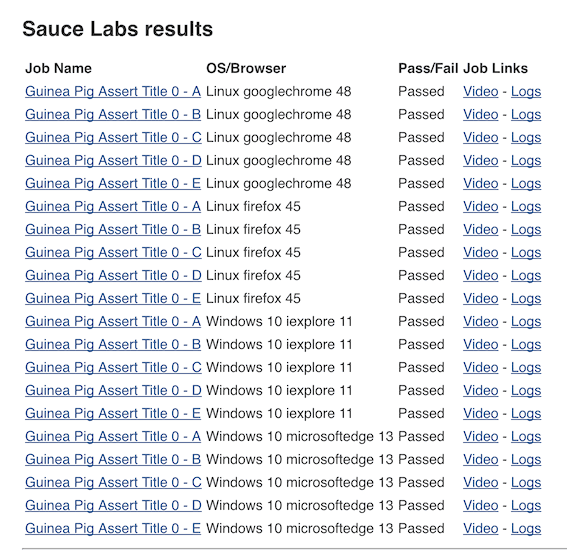 Sauce Labs results
Job Name OS/Browser Pass/Fail Job Links
Guinea Pig Assert Title 0 - A Linux googlechrome 48 Passed Video - Logs
Guinea Pig Assert Title 0 - B Linux googlechrome 48 Passed Video - Logs
Guinea Pig Assert Title 0 - C Linux googlechrome 48 Passed Video - Logs
Guinea Pig Assert Title 0 - D Linux googlechrome 48 Passed Video - Logs
Guinea Pig Assert Title 0 - E Linux googlechrome 48 Passed Video - Logs
Guinea Pig Assert Title 0 - A Linux firefox 45 Passed Video - Logs
Guinea Pig Assert Title 0 - B Linux firefox 45 Passed Video - Logs
Guinea Pig Assert Title 0 - C Linux firefox 45 Passed Video - Logs
Guinea Pig Assert Title 0 - D Linux firefox 45 Passed Video - Logs
Guinea Pig Assert Title 0 - E Linux firefox 45 Passed Video - Logs
Guinea Pig Assert Title 0 - A Windows 10 iexplore 11 Passed Video - Logs
Guinea Pig Assert Title 0 - B Windows 10 iexplore 11 Passed Video - Logs
Guinea Pig Assert Title 0 - C Windows 10 iexplore 11 Passed Video - Logs
Guinea Pig Assert Title 0 - D Windows 10 iexplore 11 Passed Video - Logs
Guinea Pig Assert Title 0 - E Windows 10 iexplore 11 Passed Video - Logs
Guinea Pig Assert Title 0 - A Windows 10 microsoftedge 13 Passed Video - Logs
Guinea Pig Assert Title 0 - B Windows 10 microsoftedge 13 Passed Video - Logs
Guinea Pig Assert Title 0 - C Windows 10 microsoftedge 13 Passed Video - Logs
Guinea Pig Assert Title 0 - D Windows 10 microsoftedge 13 Passed Video - Logs
Guinea Pig Assert Title 0 - E Windows 10 microsoftedge 13 Passed Video - Logs